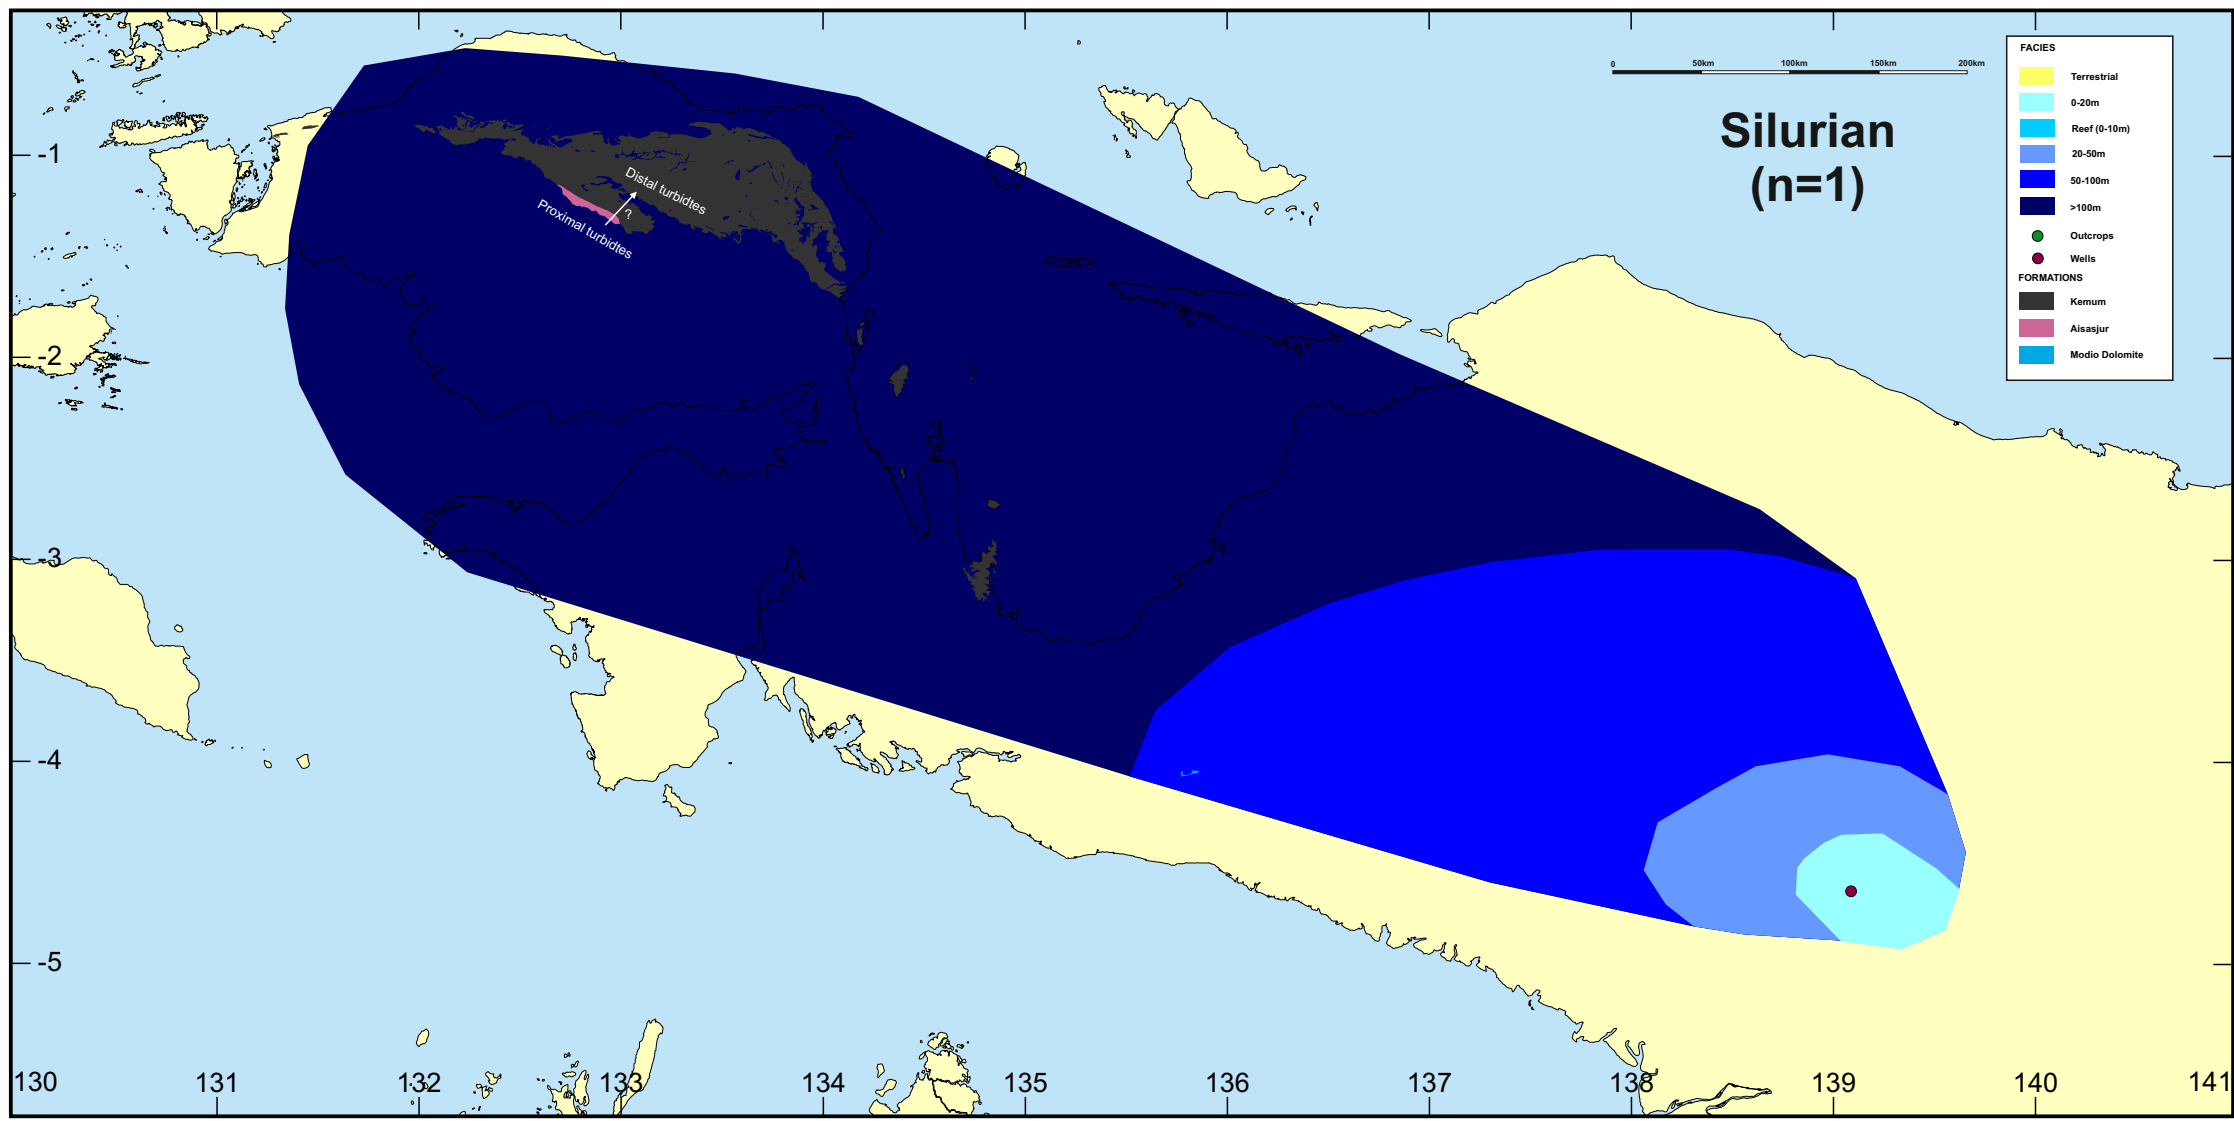 0 50km 100km 150km 200km
Silurian
(n=1)
FACIES
Terrestrial
0-20m
Reef (0-10m)
20-50m
50-100m
>100m
Outcrops
Wells
FORMATIONS
Kemum
Aisasjur
Modio Dolomite
Distal turbidtes
?
Proximal turbidtes
-1
-2
-3
-4
-5
130 131 132 133 134 135 136 137 138 139 140 141